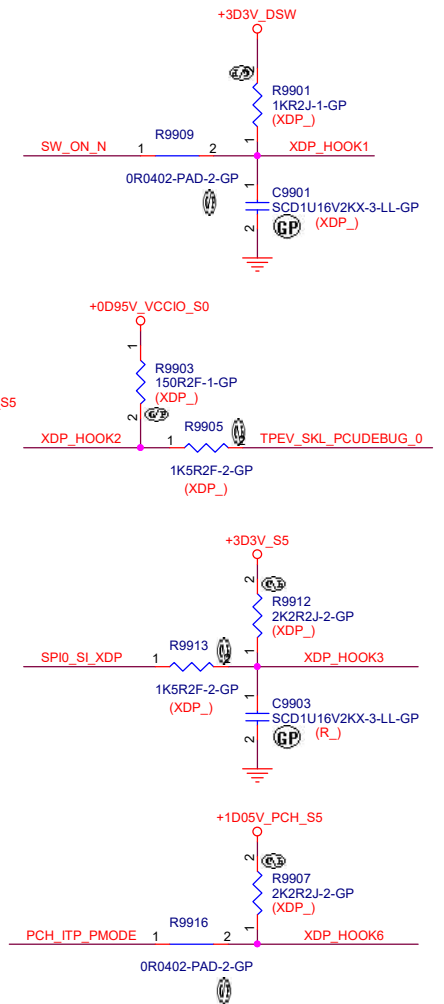 +3D3V_DSW
2
R9901
1KR2J-1-GP
(XDP_)
1
R9909
SW_ON_N 1 2 XDP_HOOK1
0R0402-PAD-2-GP
1
C9901
SCD1U16V2KX-3-LL-GP
(XDP_)
2
GP
+0D95V_VCCIO_S0
1
R9903
150R2F-1-GP
(XDP_)
2
_S5
R9905
XDP_HOOK2 1 2 TPEV_SKL_PCUDEBUG_0
1K5R2F-2-GP
(XDP_)
+3D3V_S5
2
R9912
2K2R2J-2-GP
(XDP_)
1
R9913
SPI0_SI_XDP 1 2 XDP_HOOK3
1K5R2F-2-GP
(XDP_)
1
C9903
SCD1U16V2KX-3-LL-GP
(R_)
2
GP
+1D05V_PCH_S5
2
R9907
2K2R2J-2-GP
(XDP_)
1
R9916
PCH_ITP_PMODE 1 2 XDP_HOOK6
0R0402-PAD-2-GP